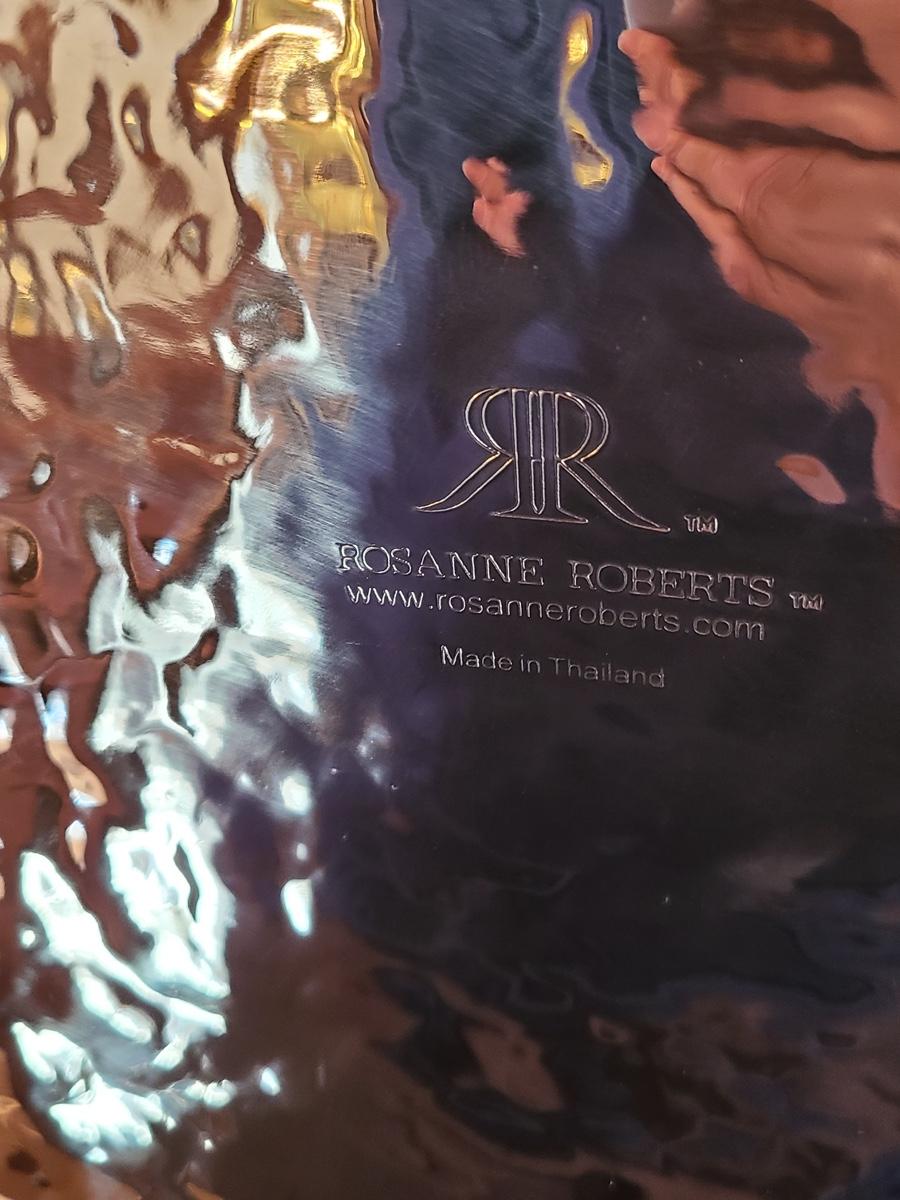 RR ™
ROSANNE ROBERTS ™
www.rosanneroberts.com
Made in Thailand